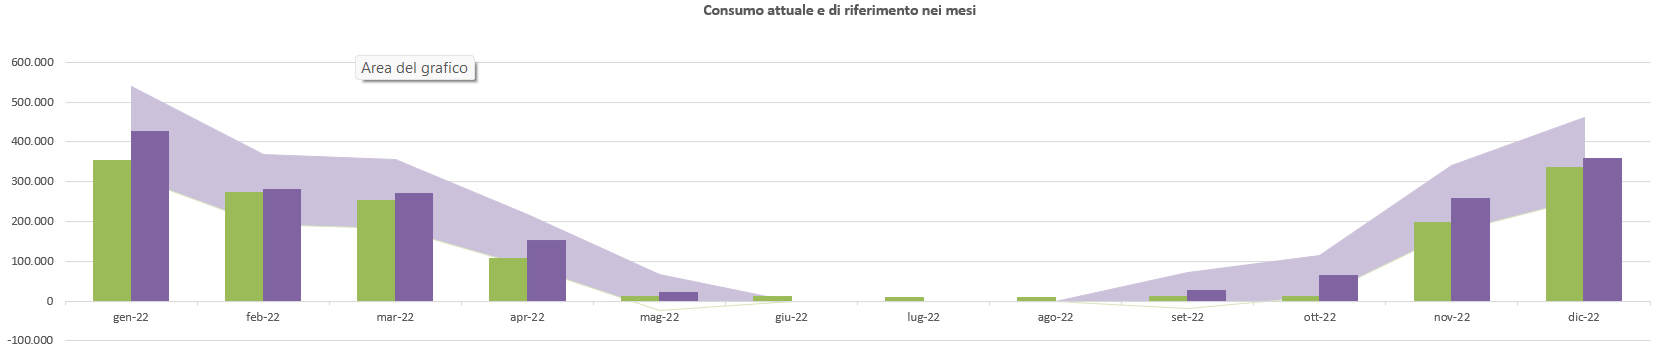 Consumo attuale e di riferimento nei mesi
600.000
Area del grafico
500.000
400.000
300.000
200.000
100.000
0
gen-22 feb-22 mar-22 apr-22 mag-22 giu-22 lug-22 ago-22 set-22 ott-22 nov-22 dic-22
-100.000